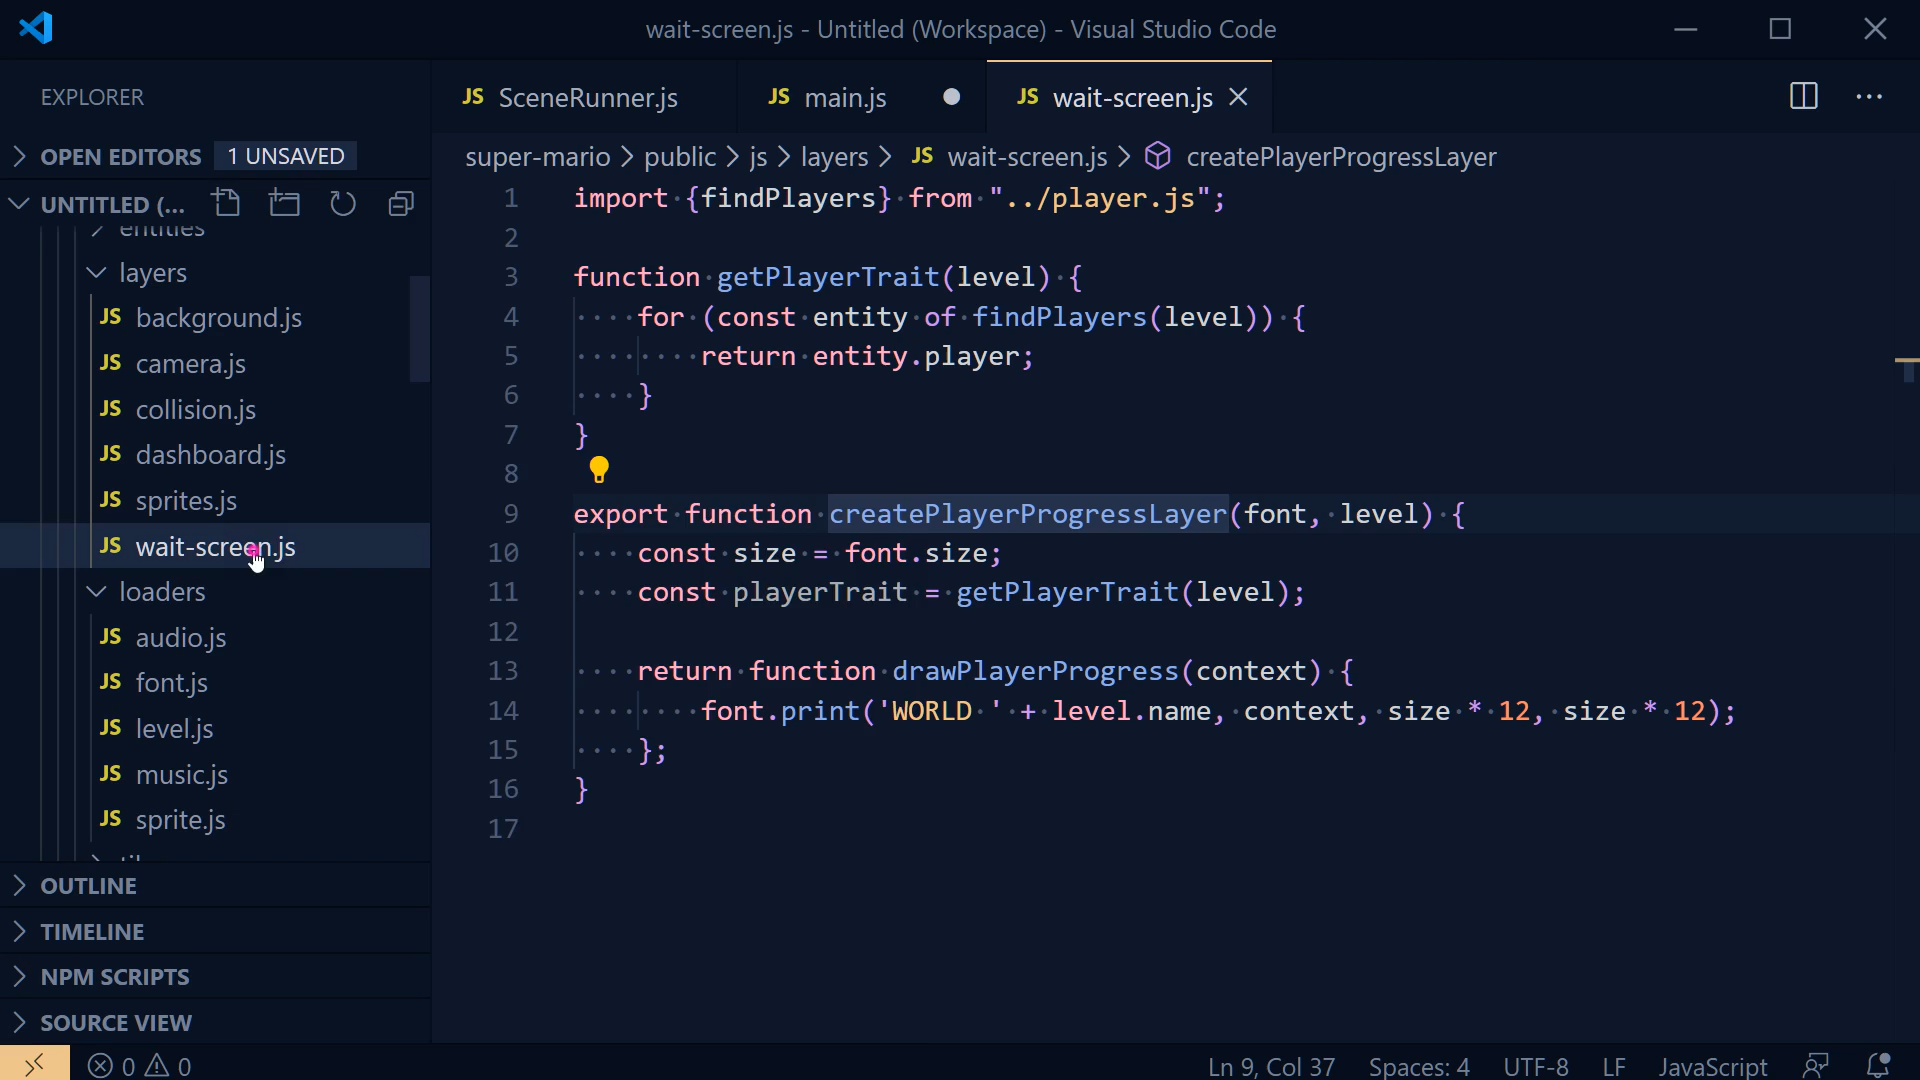 wait-screen.js - Untitled (Workspace) - Visual Studio Code
EXPLORER
OPEN EDITORS 1 UNSAVED
UNTITLED (...
entities
layers
JS background.js
JS camera.js
JS collision.js
JS dashboard.js
JS sprites.js
JS wait-screen.js
loaders
JS audio.js
JS font.js
JS level.js
JS music.js
JS sprite.js
OUTLINE
TIMELINE
NPM SCRIPTS
SOURCE VIEW
JS SceneRunner.js JS main.js JS wait-screen.js
super-mario > public > js > layers > JS wait-screen.js > createPlayerProgressLayer
1 import {findPlayers} from "../player.js";
2
3 function getPlayerTrait(level) {
4     for (const entity of findPlayers(level)) {
5         return entity.player;
6     }
7 }
8
9 export function createPlayerProgressLayer(font, level) {
10     const size = font.size;
11     const playerTrait = getPlayerTrait(level);
12
13     return function drawPlayerProgress(context) {
14         font.print('WORLD ' + level.name, context, size * 12, size * 12);
15     };
16 }
17
0 0 Ln 9, Col 37 Spaces: 4 UTF-8 LF JavaScript